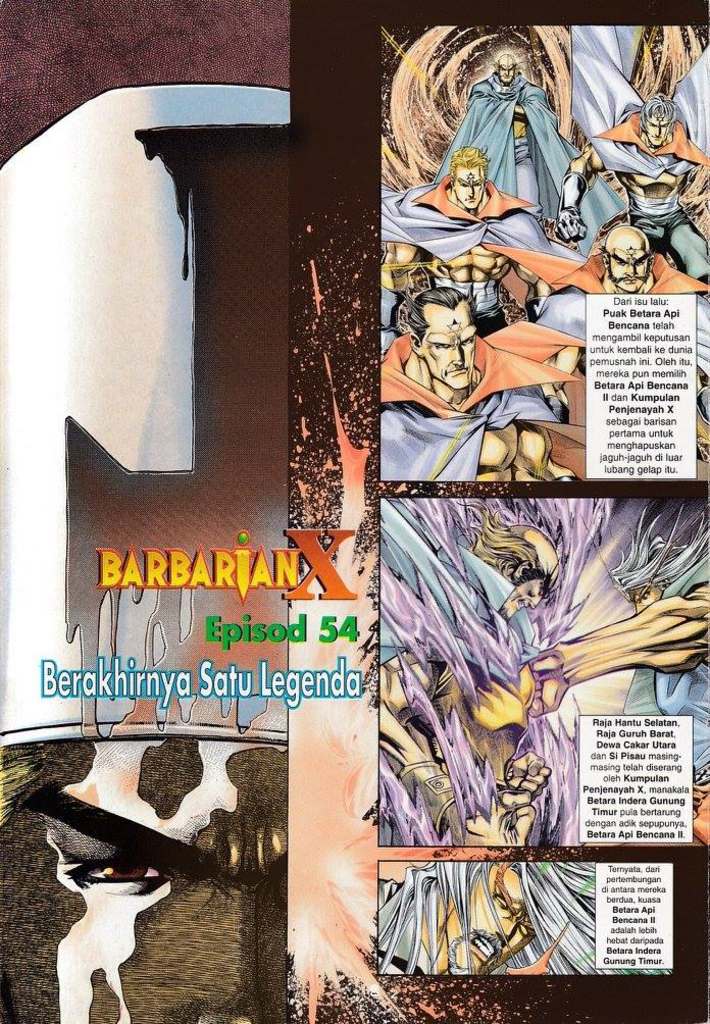 BARBARIAN X
Episod 54
Berakhirnya Satu Legenda
Dari isu lalu:
Puak Betara Api
Bencana telah
mengambil keputusan
untuk kembali ke dunia
pemusnah ini. Oleh itu,
mereka pun memilih
Betara Api Bencana
II dan Kumpulan
Penjenayah X
sebagai barisan
pertama untuk
menghapuskan
jaguh-jaguh di luar
lubang gelap itu.
Raja Hantu Selatan,
Raja Guruh Barat,
Dewa Cakar Utara
dan Si Pisau masing-
masing telah diserang
oleh Kumpulan
Penjenayah X, manakala
Betara Indera Gunung
Timur pula bertarung
dengan adik sepupunya,
Betara Api Bencana II.
Ternyata, dari
pertembungan
di antara mereka
berdua, kuasa
Betara Api
Bencana II
adalah lebih
hebat daripada
Betara Indera
Gunung Timur.